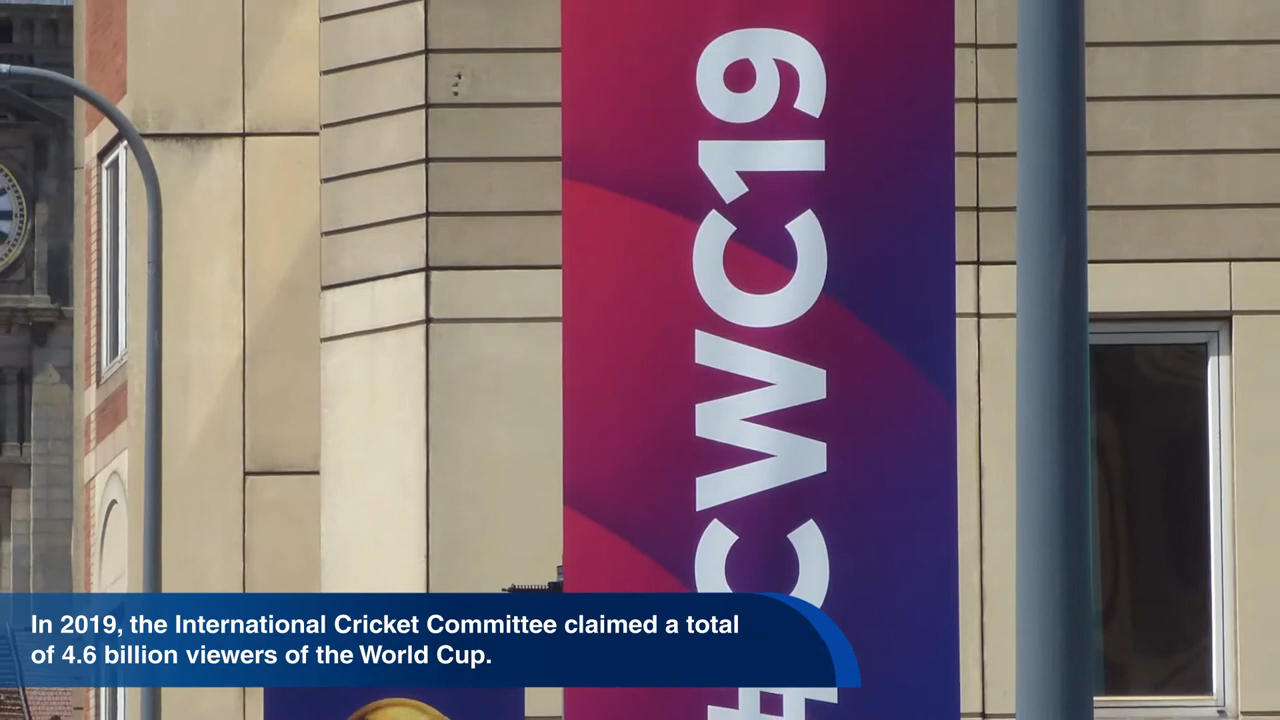 #CWC19
In 2019, the International Cricket Committee claimed a total
of 4.6 billion viewers of the World Cup.